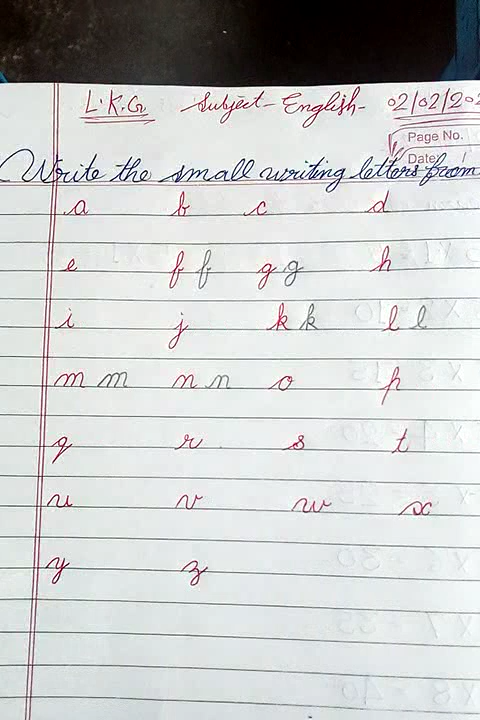 L.K.G Subject - English - 02/02/202
Page No.
Date /
Write the small writing letters from
a b c d
e f f g g h
i j k k l l
m m n n o p
q r s t
u v w x
y z